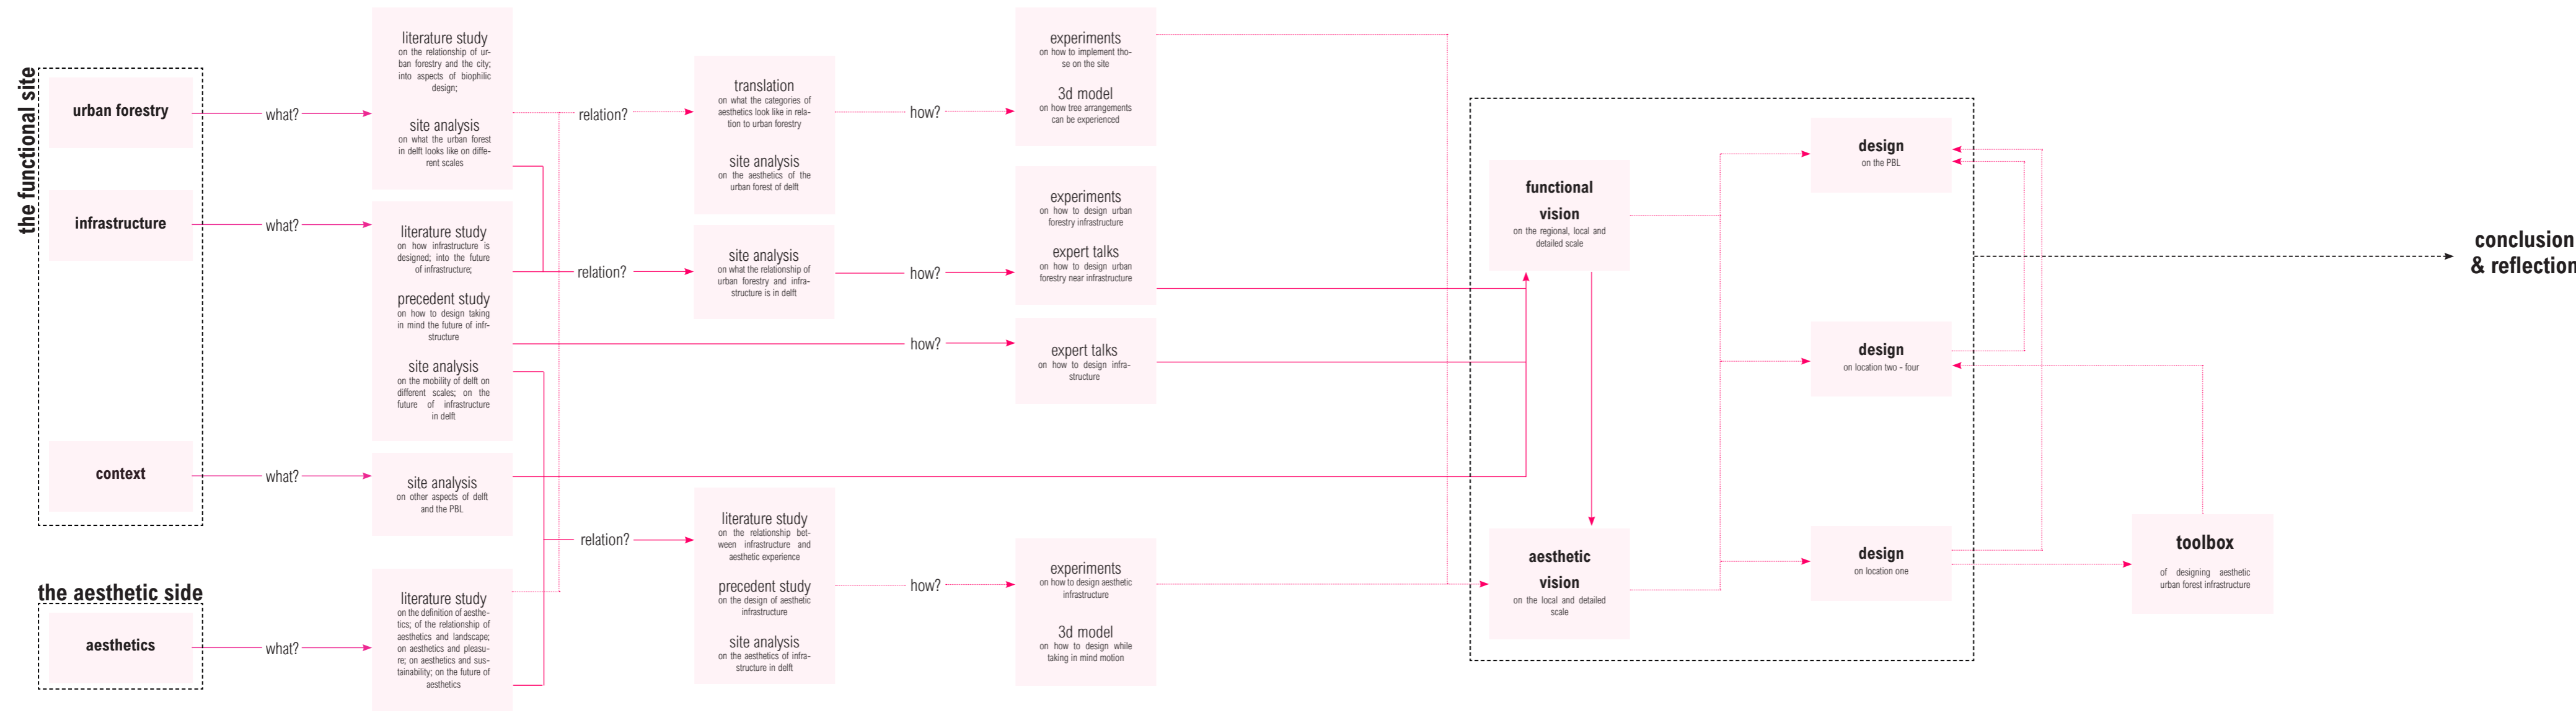 the functional site
urban forestry
what?
literature study
on the relationship of ur-
ban forestry and the city;
into aspects of biophilic
design;
site analysis
on what the urban forest
in delft looks like on diffe-
rent scales
relation?
translation
on what the categories of
aesthetics look like in rela-
tion to urban forestry
site analysis
on the aesthetics of the
urban forest of delft
how?
experiments
on how to implement tho-
se on the site
3d model
on how tree arrangements
can be experienced
infrastructure
what?
literature study
on how infrastructure is
designed; into the future
of infrastructure;
precedent study
on how to design taking
in mind the future of infr-
structure
site analysis
on the mobility of delft on
different scales; on the
future of infrastructure
in delft
relation?
site analysis
on what the relationship of
urban forestry and infra-
structure is in delft
how?
experiments
on how to design urban
forestry infrastructure
expert talks
on how to design urban
forestry near infrastructure
how?
expert talks
on how to design infra-
structure
context
what?
site analysis
on other aspects of delft
and the PBL
the aesthetic side
aesthetics
what?
literature study
on the definition of aesthe-
tics; of the relationship of
aesthetics and landscape;
on aesthetics and pleasu-
re; on aesthetics and sus-
tainability; on the future of
aesthetics
relation?
literature study
on the relationship bet-
ween infrastructure and
aesthetic experience
precedent study
on the design of aesthetic
infrastructure
site analysis
on the aesthetics of infra-
structure in delft
how?
experiments
on how to design aesthetic
infrastructure
3d model
on how to design while
taking in mind motion
functional
vision
on the regional, local and
detailed scale
aesthetic
vision
on the local and detailed
scale
design
on the PBL
design
on location two - four
design
on location one
toolbox
of designing aesthetic
urban forest infrastructure
conclusion
& reflection